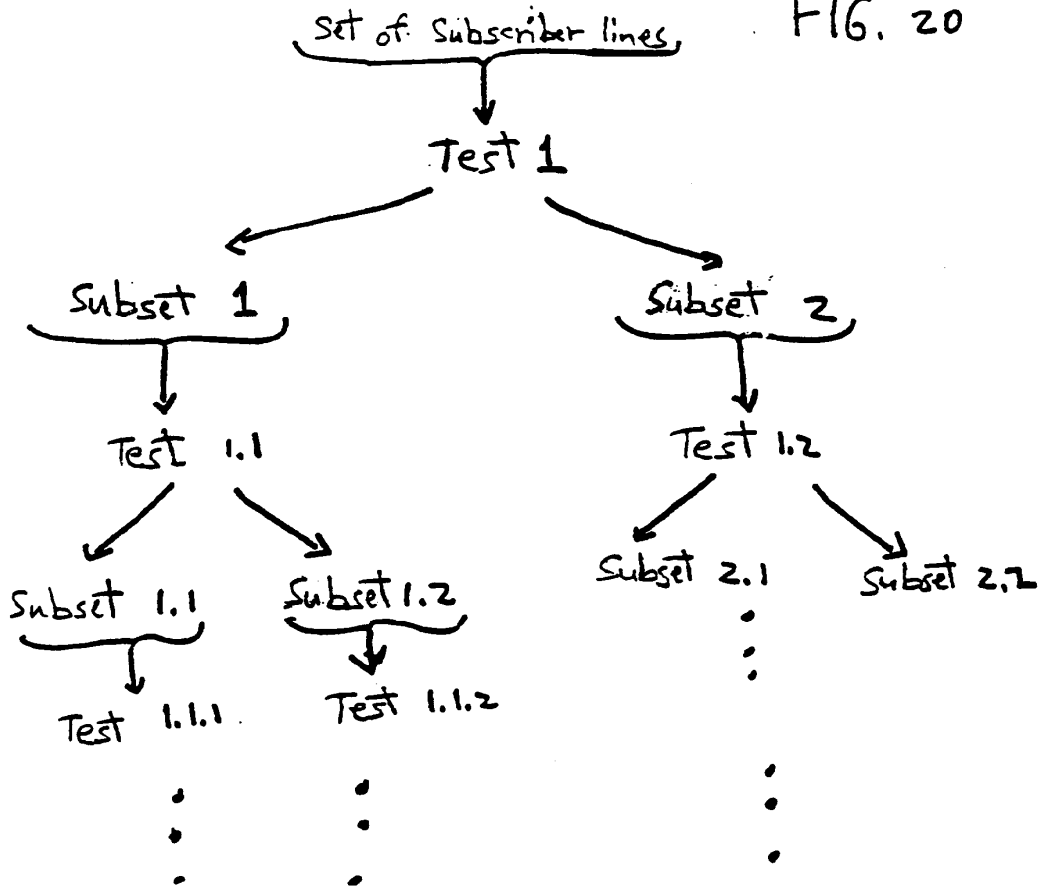 FIG. 20
Set of Subscriber lines
Test 1
Subset 1
Subset 2
Test 1.1
Test 1.2
Subset 1.1
Subset 1.2
Subset 2.1
Subset 2.2
Test 1.1.1
Test 1.1.2